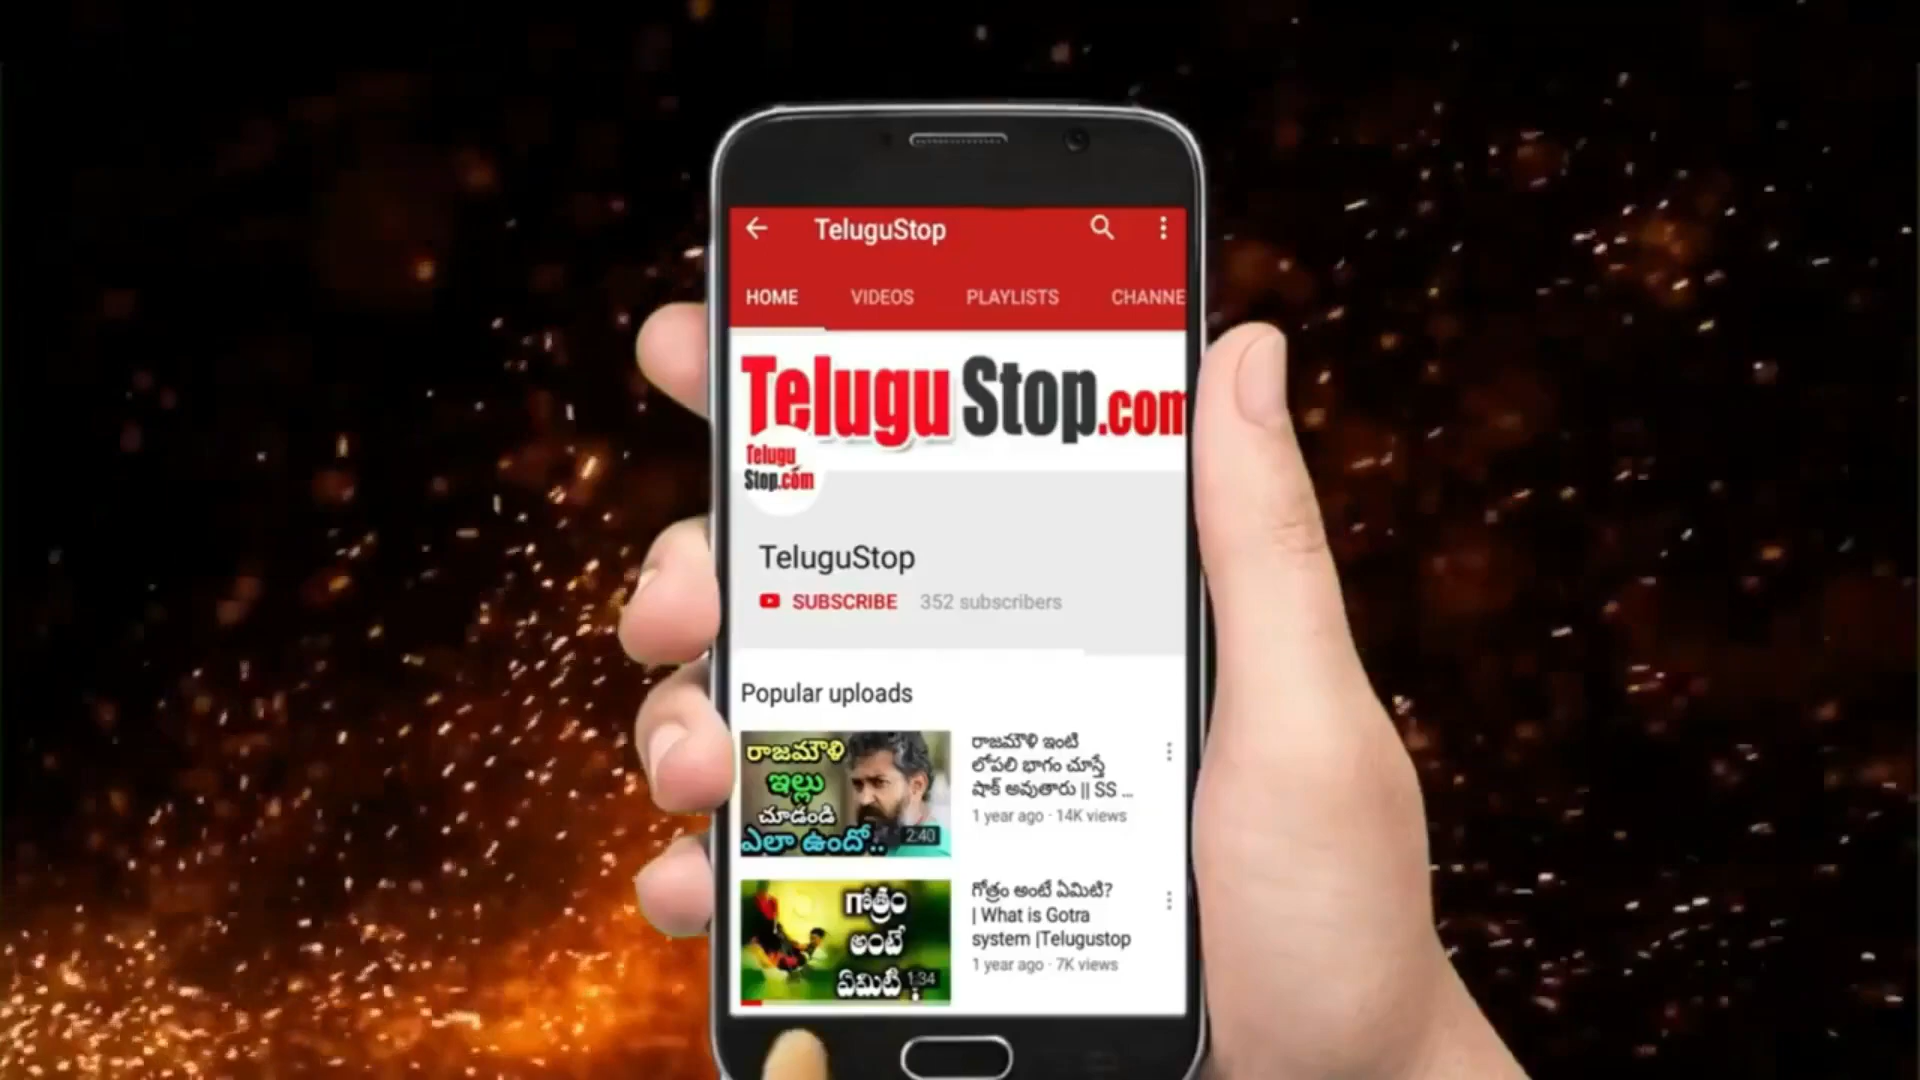 TeluguStop
HOME VIDEOS PLAYLISTS CHANNE
Telugu Stop.com
Telugu
Stop.com
TeluguStop
SUBSCRIBE 352 subscribers
Popular uploads
రాజమౌళి
ఇల్లు
చూడండి
ఎలా ఉందో..
2:40
రాజమౌళి ఇంటి
లోపలి భాగం చూస్తే
షాక్ అవుతారు || SS ...
1 year ago · 14K views
గోత్రం
అంటే
ఏమిటి
1:34
గోత్రం అంటే ఏమిటి?
| What is Gotra
system |Telugustop
1 year ago · 7K views